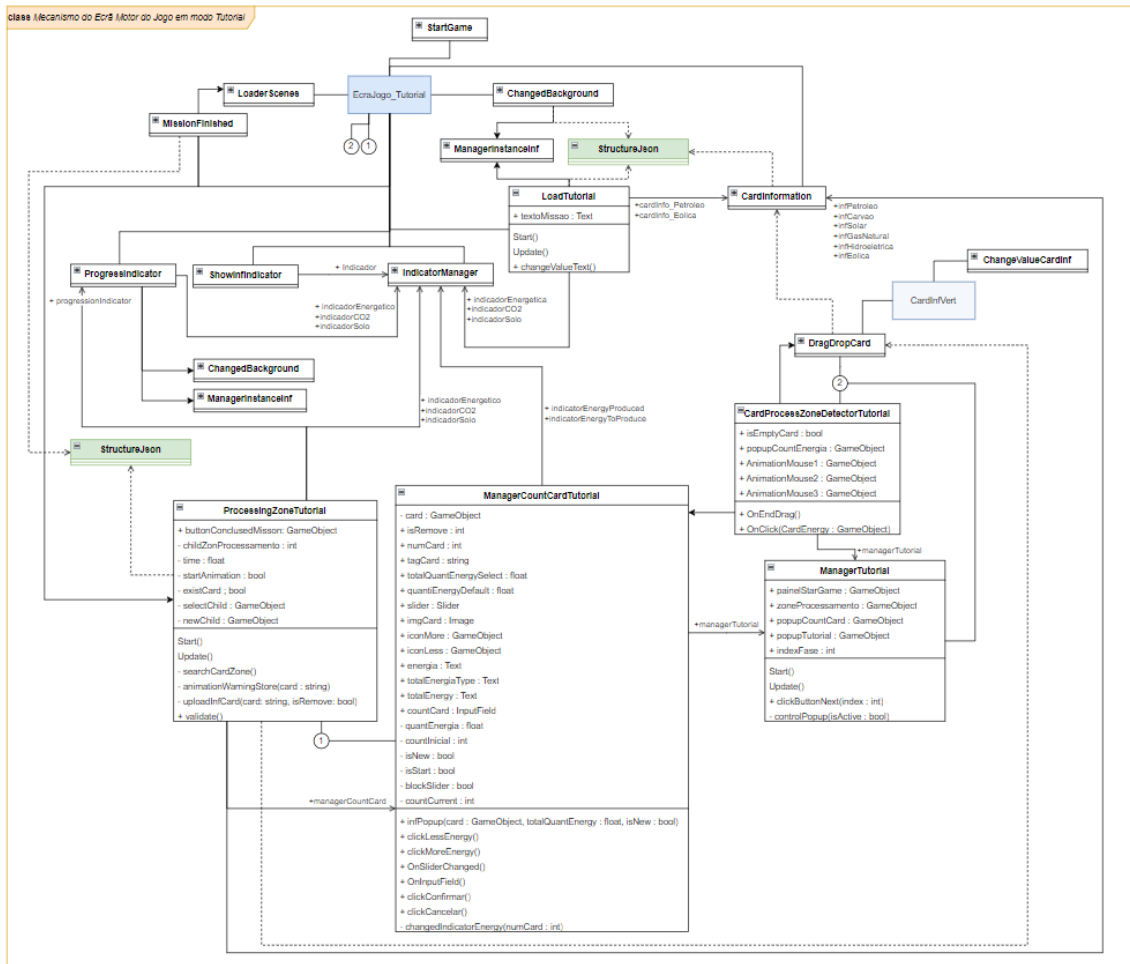 class Mecanismo do Ecrã Motor do Jogo em modo Tutorial
StartGame
LoaderScenes
EcraJogo_Tutorial
ChangedBackground
MissionFinished
2
1
ManagerInstanceInf
StructureJson
LoadTutorial
+ textoMissao : Text
Start()
Update()
+ changeValueText()
+cardInfo_Petroleo
+cardInfo_Eolica
CardInformation
+infPetroleo
+infCarvao
+infSolar
+infGasNatural
+infHidroeletrica
+infEolica
ChangeValueCardInf
CardInfVert
ProgressIndicator
ShowInfIndicator
+ Indicador
IndicatorManager
+ progressionIndicator
+ indicadorEnergetico
+indicadorCO2
+indicadorSolo
+ indicadorEnergetica
+indicadorCO2
+indicadorSolo
DragDropCard
ChangedBackground
ManagerInstanceInf
2
+indicadorEnergetico
+indicadorCO2
+indicadorSolo
+indicatorEnergyProduced
+indicatorEnergyToProduce
CardProcessZoneDetectorTutorial
+ isEmptyCard : bool
+ popupCountEnergia : GameObject
+ AnimationMouse1 : GameObject
+ AnimationMouse2 : GameObject
+ AnimationMouse3 : GameObject
+ OnEndDrag()
+ OnClick(CardEnergy : GameObject)
StructureJson
ProcessingZoneTutorial
+ buttonConclusedMisson: GameObject
- childZonProcessamento : int
- time : float
- startAnimation : bool
- existCard ; bool
- selectChild : GameObject
- newChild : GameObject
Start()
Update()
- searchCardZone()
- animationWarningStore(card : string)
- uploadInfCard(card: string, isRemove: bool)
+ validate()
1
+managerCountCard
ManagerCountCardTutorial
- card : GameObject
+ isRemove : int
+ numCard : int
+ tagCard : string
+ totalQuantEnergySelect : float
+ quantiEnergyDefault : float
+ slider : Slider
+ imgCard : Image
+ iconMore : GameObject
+ iconLess : GameObject
+ energia : Text
+ totalEnergiaType : Text
+ totalEnergy : Text
+ countCard : InputField
- quantEnergia : float
- countInicial : int
- isNew : bool
- isStart : bool
- blockSlider : bool
- countCurrent : int
+ infPopup(card : GameObject, totalQuantEnergy : float, isNew : bool)
+ clickLessEnergy()
+ clickMoreEnergy()
+ OnSliderChanged()
+ OnInputField()
+ clickConfirmar()
+ clickCancelar()
- changedIndicatorEnergy(numCard : int)
+managerTutorial
+managerTutorial
ManagerTutorial
+ painelStarGame : GameObject
+ zoneProcessamento : GameObject
+ popupCountCard : GameObject
+ popupTutorial : GameObject
+ indexFase : int
Start()
Update()
+ clickButtonNext(index : int)
- controlPopup(isActive : bool)